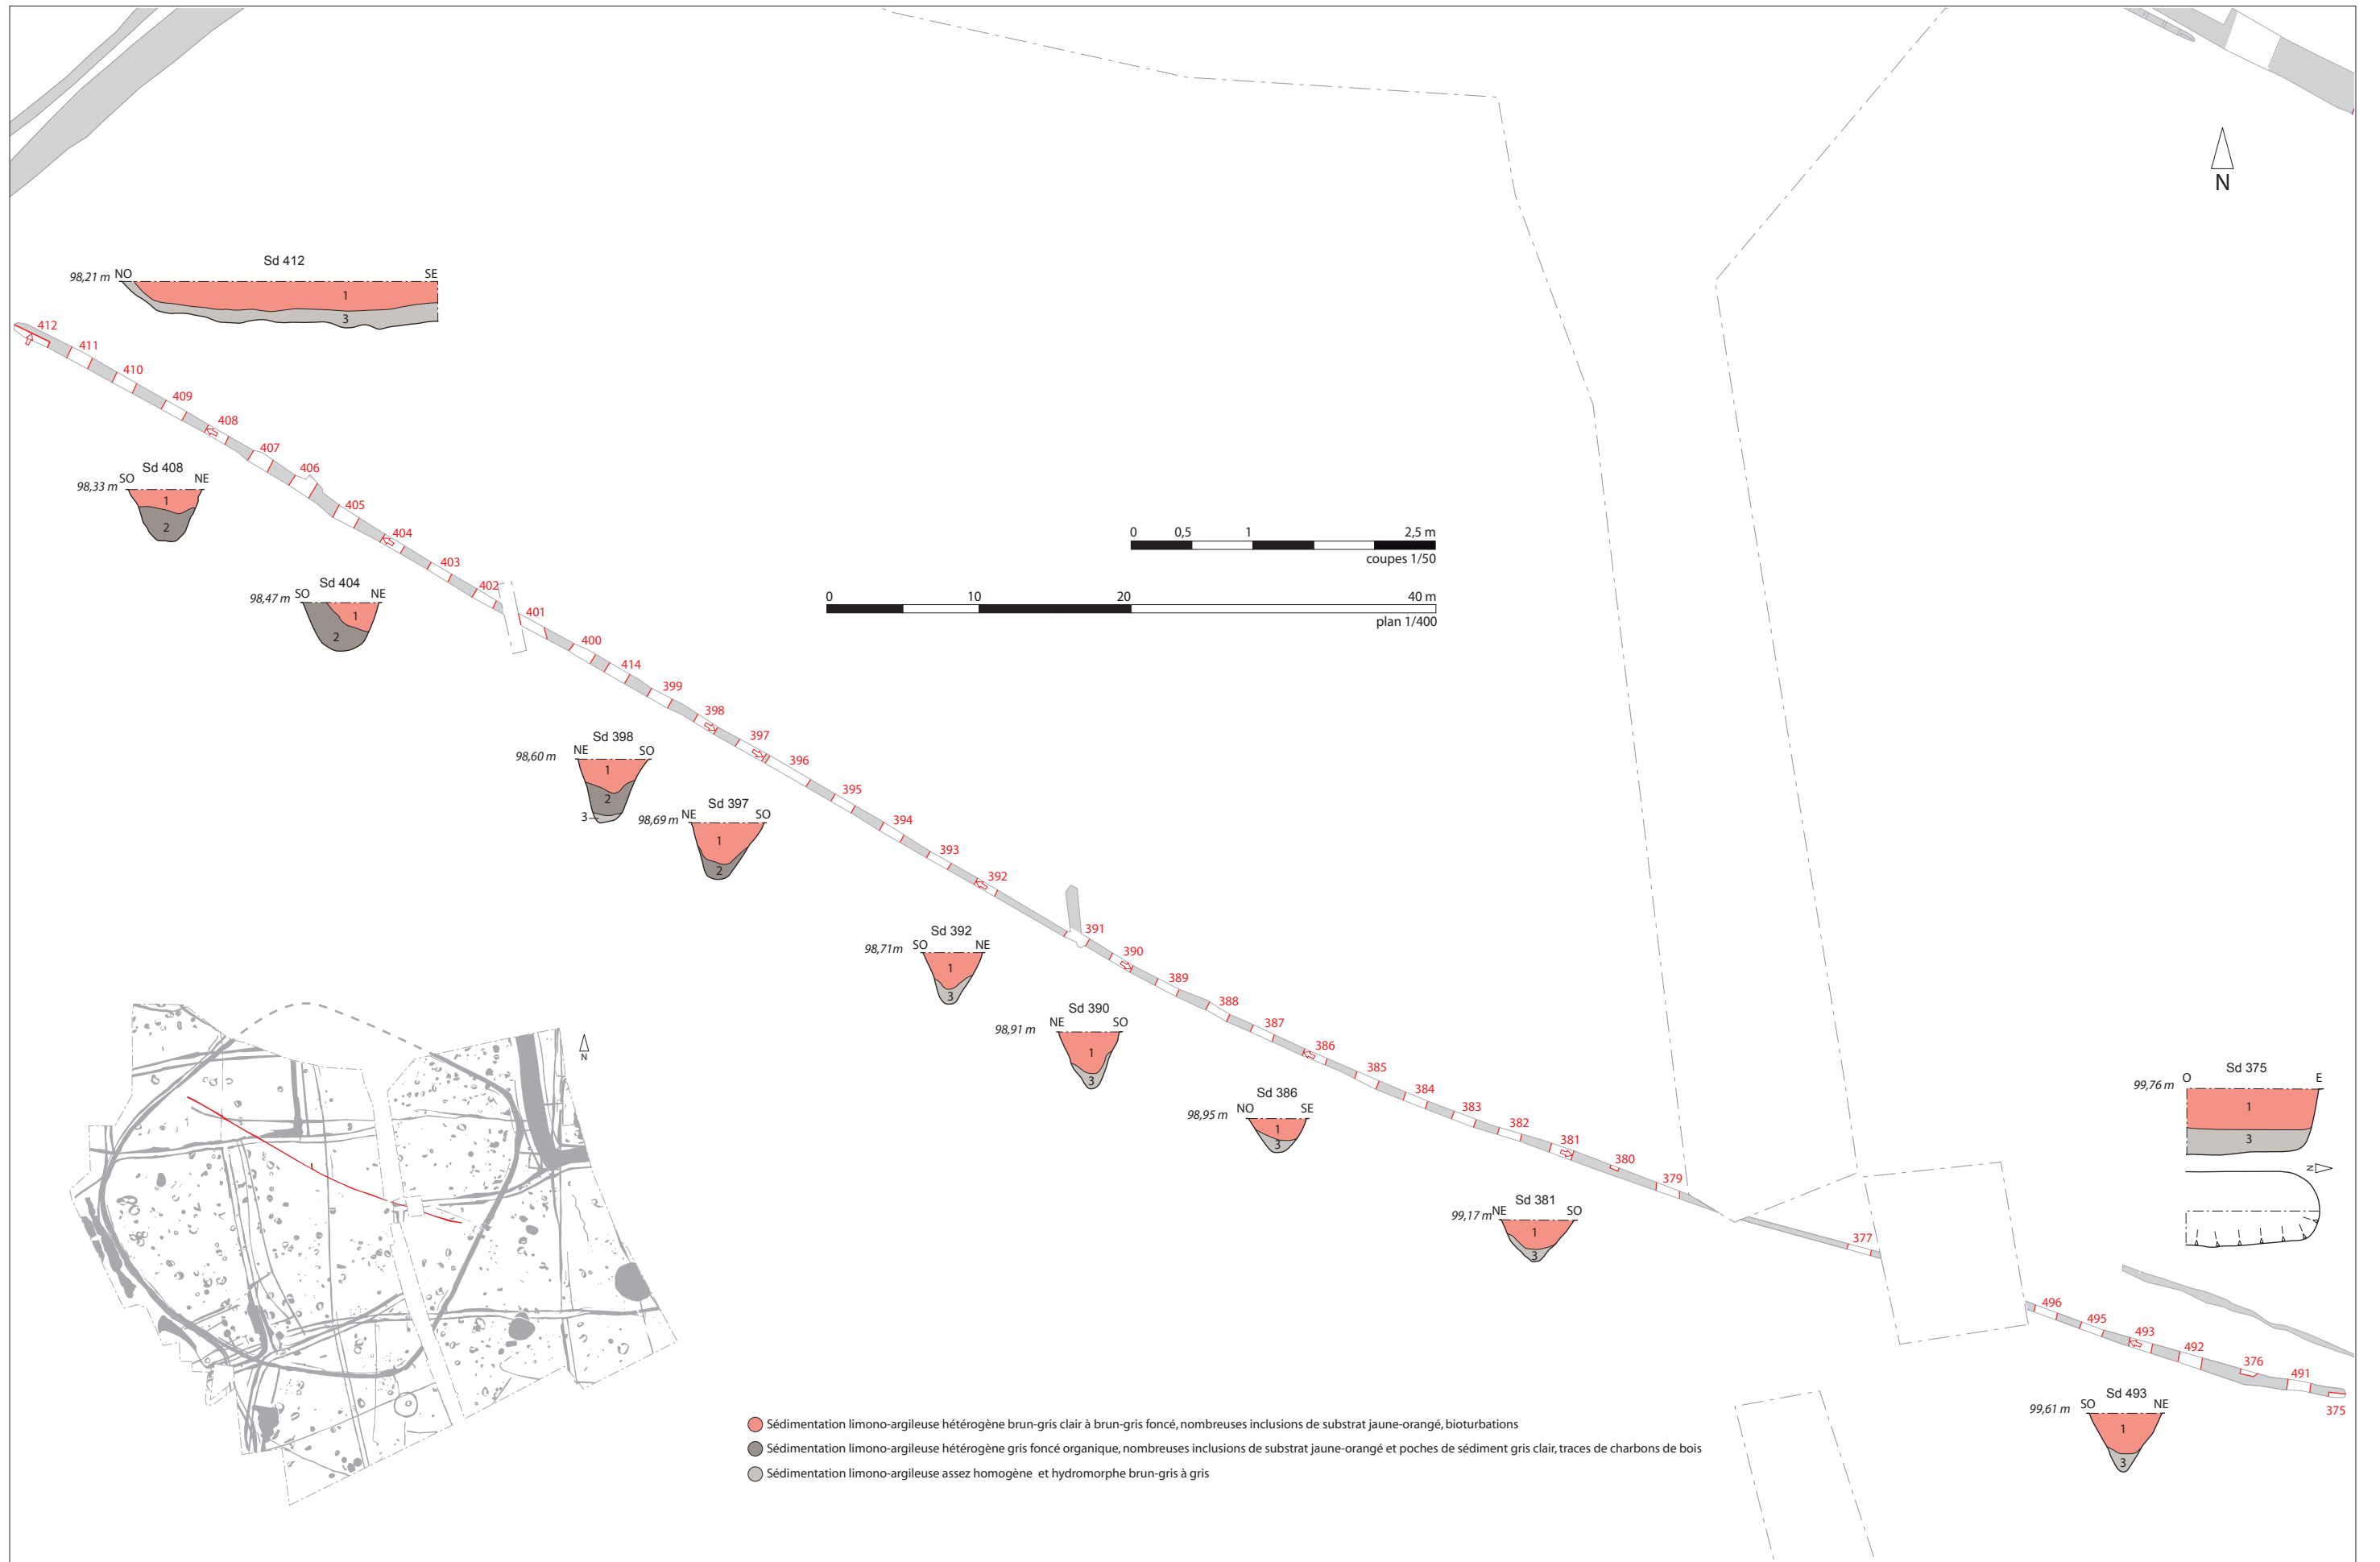 N
Sd 412
98,21 m NO SE
1
3
412
411
410
409
408
407
406
405
404
403
402
401
400
414
399
398
397
396
395
394
393
392
391
390
389
388
387
386
385
384
383
382
381
380
379
377
496
495
493
492
376
491
375
Sd 408
98,33 m SO NE
1
2
Sd 404
98,47 m SO NE
1
2
0 0,5 1 2,5 m
coupes 1/50
0 10 20 40 m
plan 1/400
Sd 398
98,60 m NE SO
1
2
3
Sd 397
98,69 m NE SO
1
2
Sd 392
98,71m SO NE
1
3
Sd 390
98,91 m NE SO
1
3
Sd 386
98,95 m NO SE
1
3
Sd 381
99,17 m NE SO
1
3
Sd 375
99,76 m O E
1
3
N
Sd 493
99,61 m SO NE
1
3
N
Sédimentation limono-argileuse hétérogène brun-gris clair à brun-gris foncé, nombreuses inclusions de substrat jaune-orangé, bioturbations
Sédimentation limono-argileuse hétérogène gris foncé organique, nombreuses inclusions de substrat jaune-orangé et poches de sédiment gris clair, traces de charbons de bois
Sédimentation limono-argileuse assez homogène et hydromorphe brun-gris à gris